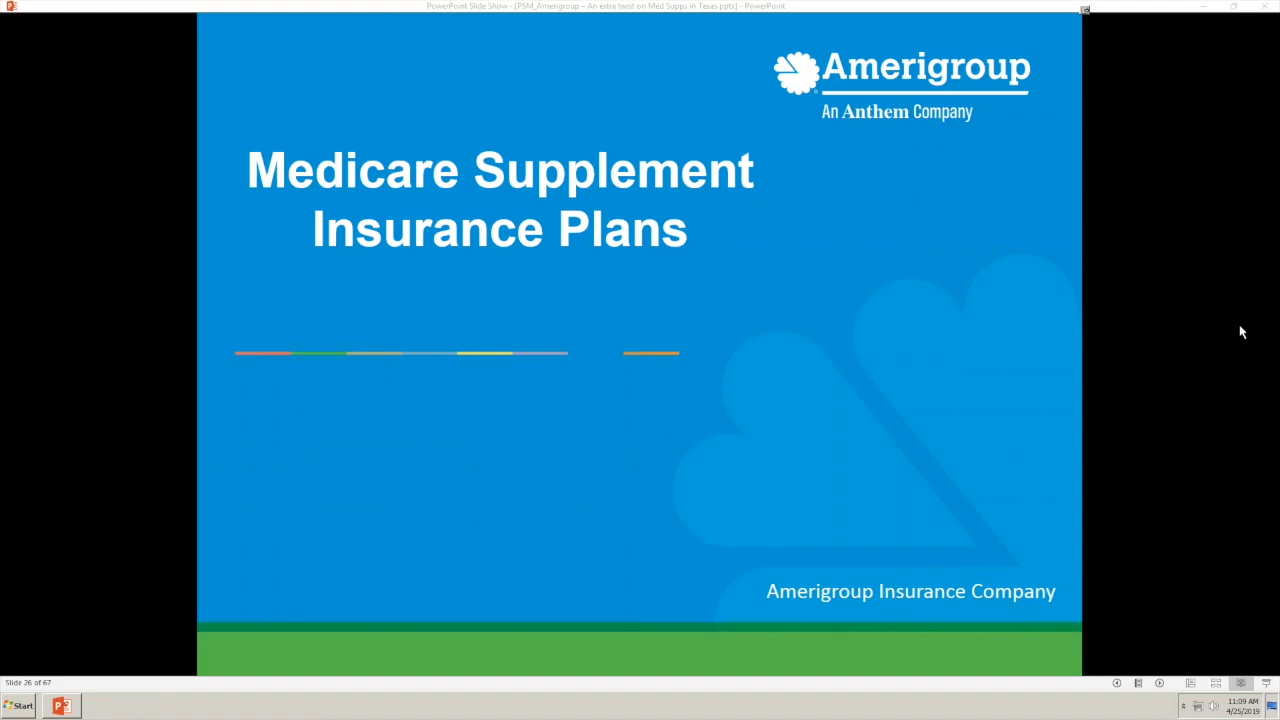 PowerPoint Slide Show - [PSM_Amerigroup – An extra twist on Med Supps in Texas.pptx] - PowerPoint
Amerigroup
An Anthem Company
Medicare Supplement
Insurance Plans
Amerigroup Insurance Company
Slide 26 of 67
Start
11:09 AM
4/25/2019